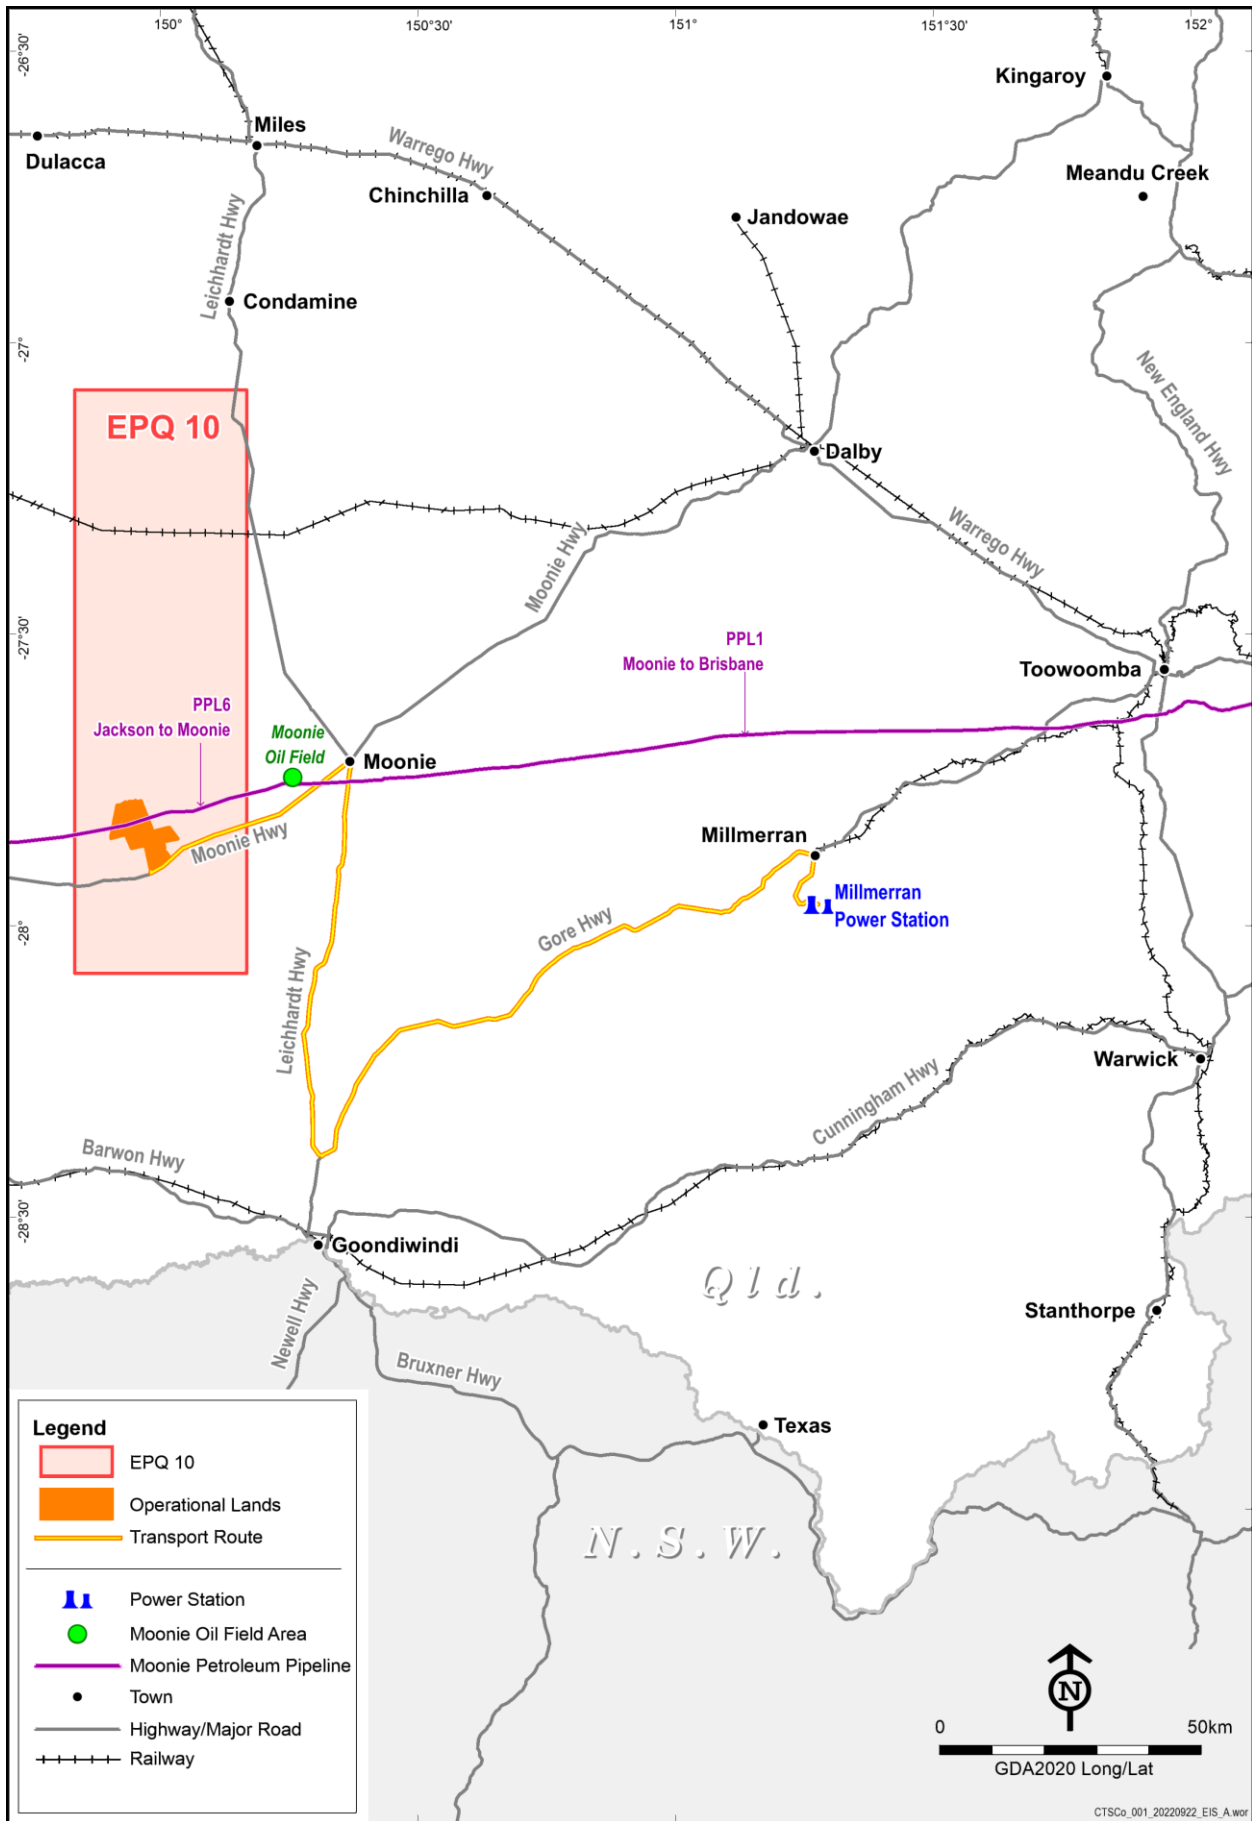 150°
150°30'
151°
151°30'
152°
-26°30'
-27°
-27°30'
-28°
-28°30'
Kingaroy
Miles
Dulacca
Warrego Hwy
Chinchilla
Meandu Creek
Jandowae
Leichhardt Hwy
Condamine
New England Hwy
EPQ 10
Dalby
Moonie Hwy
Warrego Hwy
PPL1
Moonie to Brisbane
Toowoomba
PPL6
Jackson to Moonie
Moonie
Oil Field
Moonie
Moonie Hwy
Millmerran
Millmerran
Power Station
Gore Hwy
Leichhardt Hwy
Warwick
Cunningham Hwy
Barwon Hwy
Goondiwindi
Qld.
Stanthorpe
Newell Hwy
Bruxner Hwy
Texas
N.S.W.
Legend
EPQ 10
Operational Lands
Transport Route
Power Station
Moonie Oil Field Area
Moonie Petroleum Pipeline
Town
Highway/Major Road
Railway
N
0 50km
GDA2020 Long/Lat
CTSCo_001_20220922_EIS_A.wor